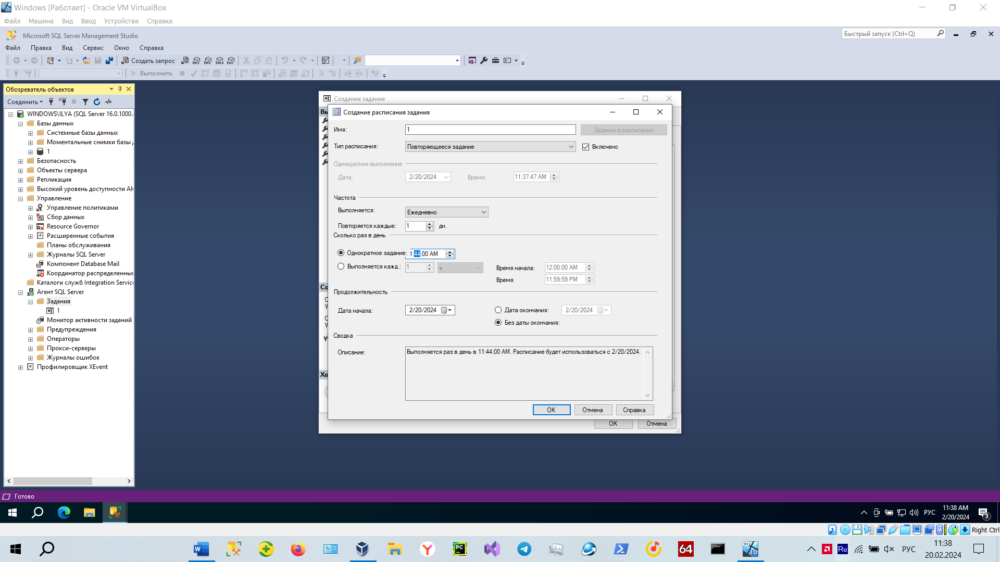 Windows [Работает] - Oracle VM VirtualBox
Файл Машина Вид Ввод Устройства Справка
Microsoft SQL Server Management Studio
Быстрый запуск (Ctrl+Q)
Файл Правка Вид Сервис Окно Справка
Создать запрос MDX DMX XMLA DAX
Выполнить
Обозреватель объектов
Соединить
WINDOWS\ILYA (SQL Server 16.0.1000.
Базы данных
Системные базы данных
Моментальные снимки базы
1
Безопасность
Объекты сервера
Репликация
Высокий уровень доступности Al
Управление
Управление политиками
Сбор данных
Resource Governor
Расширенные события
Планы обслуживания
Журналы SQL Server
Компонент Database Mail
Координатор распределенных
Каталоги служб Integration Servic
Агент SQL Server
Задания
1
Монитор активности заданий
Предупреждения
Операторы
Прокси-серверы
Журналы ошибок
Профилировщик XEvent
Создание задания
Вы
Со
Хо
OK Отмена
Создание расписания задания
Имя: 1 Задания в расписании
Тип расписания: Повторяющееся задание Включено
Однократное выполнение
Дата: 2/20/2024 Время: 11:37:47 AM
Частота
Выполняется: Ежедневно
Повторяется каждые: 1 дн.
Сколько раз в день
Однократное задание: 1:44:00 AM
Выполняется кажд.: 1 ч Время начала: 12:00:00 AM
Время 11:59:59 PM
Продолжительность
Дата начала: 2/20/2024 Дата окончания: 2/20/2024
Без даты окончания:
Сводка
Описание: Выполняется раз в день в 11:44:00 AM. Расписание будет использоваться с 2/20/2024.
OK Отмена Справка
Готово
РУС 11:38 AM
2/20/2024 3
Right Ctrl
64 Ru РУС 11:38
20.02.2024